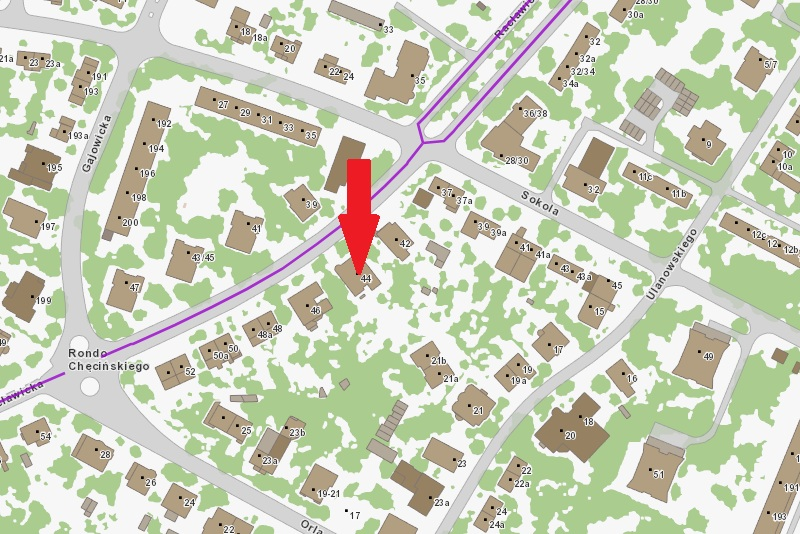 28/30
30a
Racławic
33
18
18a
20
32
32a
32/34
34a
21a
23
23a
191
193
22
24
35
5/7
27
29
31
33
35
36/38
192
193a
Gajowicka
194
9
10
10a
28/30
195
196
11c
11b
32
198
37
37a
Sokola
39
197
200
41
39
39a
12c
12
12b
42
41
41a
43/45
43
43a
45
44
Ulanowskiego
47
199
46
15
48
48a
49
17
50
50a
49
Rondo
Chęcińskiego
52
21b
21a
19
19a
16
ławicka
21
18
20
54
25
23b
28
23a
23
51
26
22
22a
24
19-21
23a
191
17
24
24a
22
193
Orla